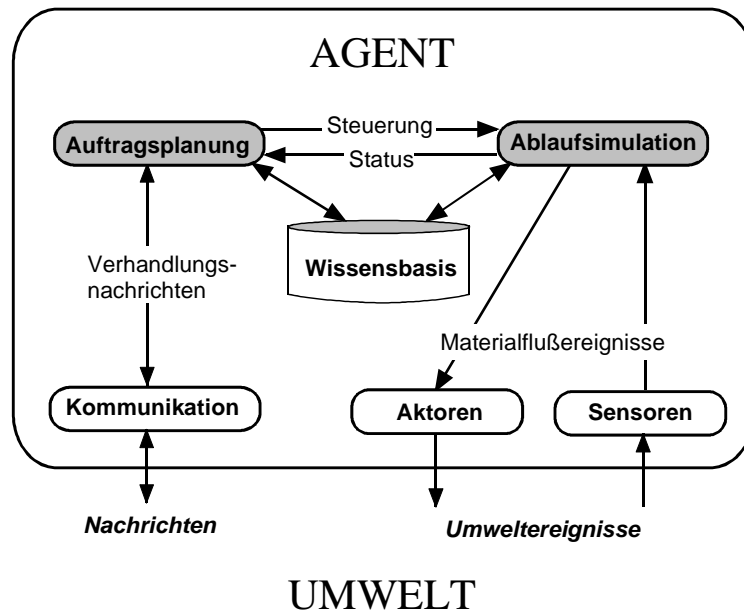 AGENT
Steuerung
Auftragsplanung
Ablaufsimulation
Status
Wissensbasis
Verhandlungs-
nachrichten
Materialflußereignisse
Kommunikation
Aktoren
Sensoren
Nachrichten
Umweltereignisse
UMWELT